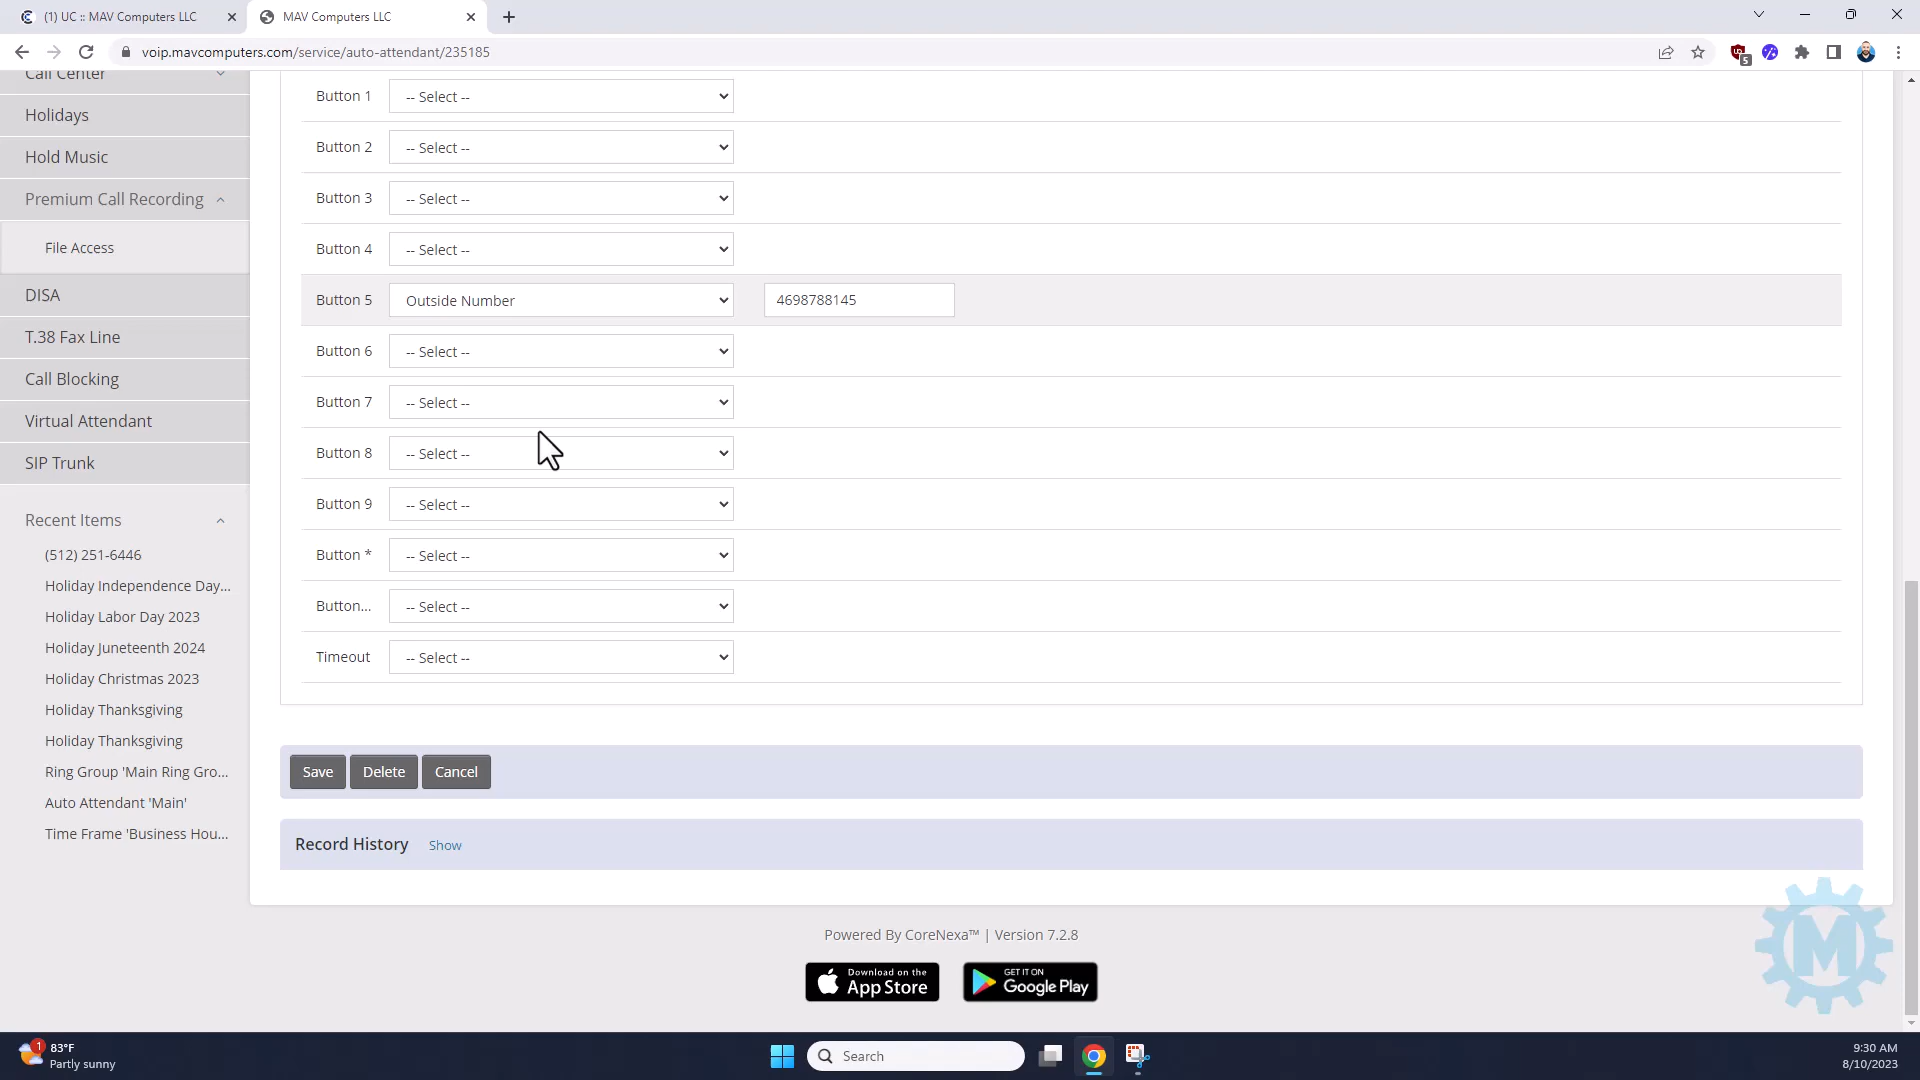 (1) UC :: MAV Computers LLC
MAV Computers LLC
voip.mavcomputers.com/service/auto-attendant/235185
5
Call Center
Holidays
Hold Music
Premium Call Recording
File Access
DISA
T.38 Fax Line
Call Blocking
Virtual Attendant
SIP Trunk
Recent Items
(512) 251-6446
Holiday Independence Day...
Holiday Labor Day 2023
Holiday Juneteenth 2024
Holiday Christmas 2023
Holiday Thanksgiving
Holiday Thanksgiving
Ring Group 'Main Ring Gro...
Auto Attendant 'Main'
Time Frame 'Business Hou...
Button 1 -- Select --
Button 2 -- Select --
Button 3 -- Select --
Button 4 -- Select --
Button 5 Outside Number 4698788145
Button 6 -- Select --
Button 7 -- Select --
Button 8 -- Select --
Button 9 -- Select --
Button * -- Select --
Button... -- Select --
Timeout -- Select --
Save Delete Cancel
Record History Show
Powered By CoreNexa™ | Version 7.2.8
Download on the
App Store
GET IT ON
Google Play
M
1
83°F
Partly sunny
Search
9:30 AM
8/10/2023